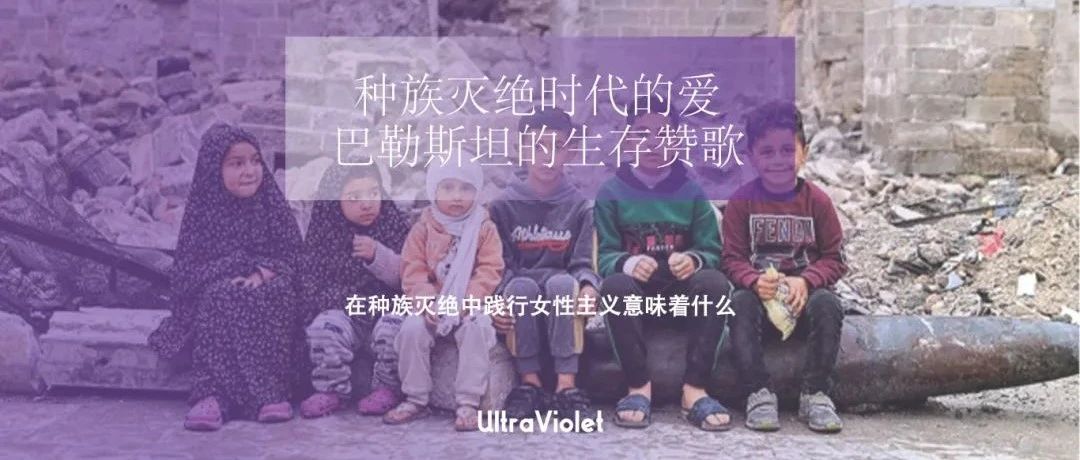 种族灭绝时代的爱
巴勒斯坦的生存赞歌
在种族灭绝中践行女性主义意味着什么
UltraViolet
FENDI